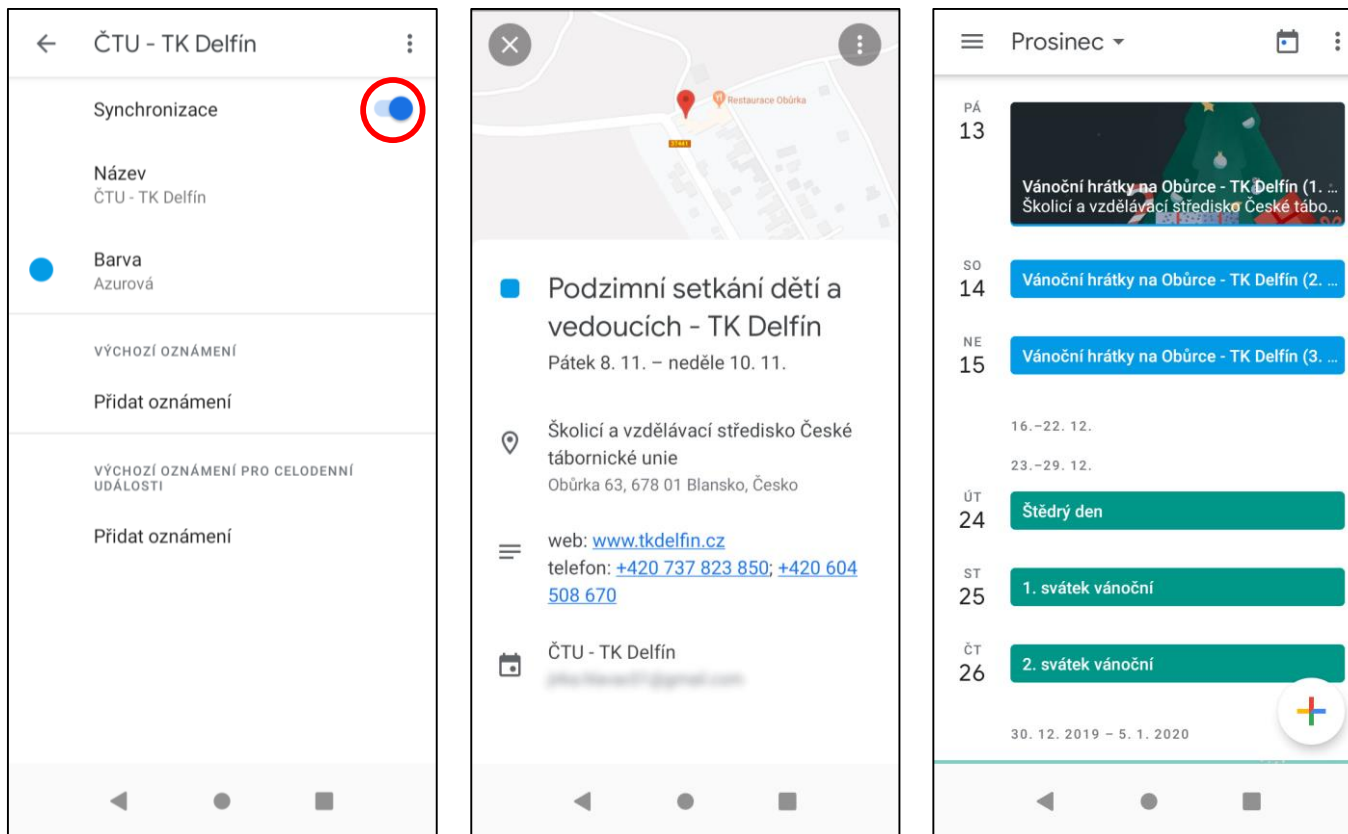 ČTU - TK Delfín
Synchronizace
Název
ČTU - TK Delfín
Barva
Azurová
VÝCHOZÍ OZNÁMENÍ
Přidat oznámení
VÝCHOZÍ OZNÁMENÍ PRO CELODENNÍ
UDÁLOSTI
Přidat oznámení
Restaurace Obůrka
37441
Podzimní setkání dětí a
vedoucích - TK Delfín
Pátek 8. 11. – neděle 10. 11.
Školicí a vzdělávací středisko České
tábornické unie
Obůrka 63, 678 01 Blansko, Česko
web: www.tkdelfin.cz
telefon: +420 737 823 850; +420 604
508 670
ČTU - TK Delfín
Prosinec
PÁ
13
Vánoční hrátky na Obůrce - TK Delfín (1. ...
Školicí a vzdělávací středisko České tábo...
SO
14
Vánoční hrátky na Obůrce - TK Delfín (2. ...
NE
15
Vánoční hrátky na Obůrce - TK Delfín (3. ...
16.–22. 12.
23.–29. 12.
ÚT
24
Štědrý den
ST
25
1. svátek vánoční
ČT
26
2. svátek vánoční
30. 12. 2019 – 5. 1. 2020